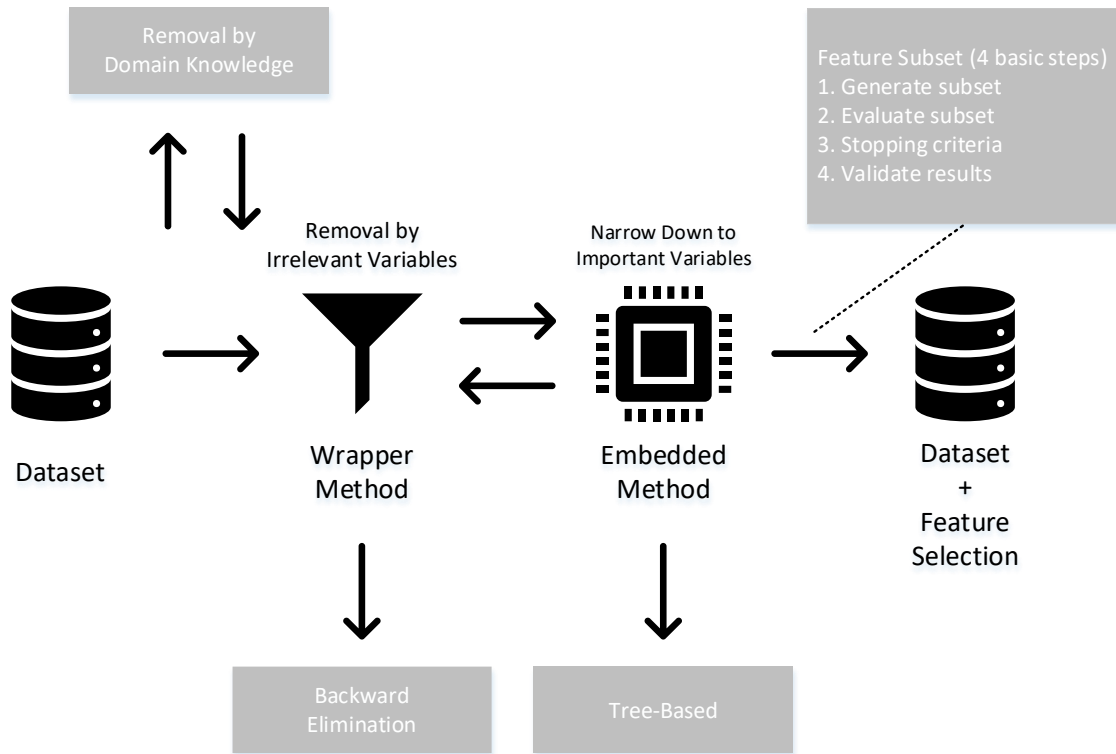 Removal by
Domain Knowledge
Feature Subset (4 basic steps)
1. Generate subset
2. Evaluate subset
3. Stopping criteria
4. Validate results
Removal by
Irrelevant Variables
Narrow Down to
Important Variables
Dataset
Wrapper
Method
Embedded
Method
Dataset
+
Feature
Selection
Backward
Elimination
Tree-Based